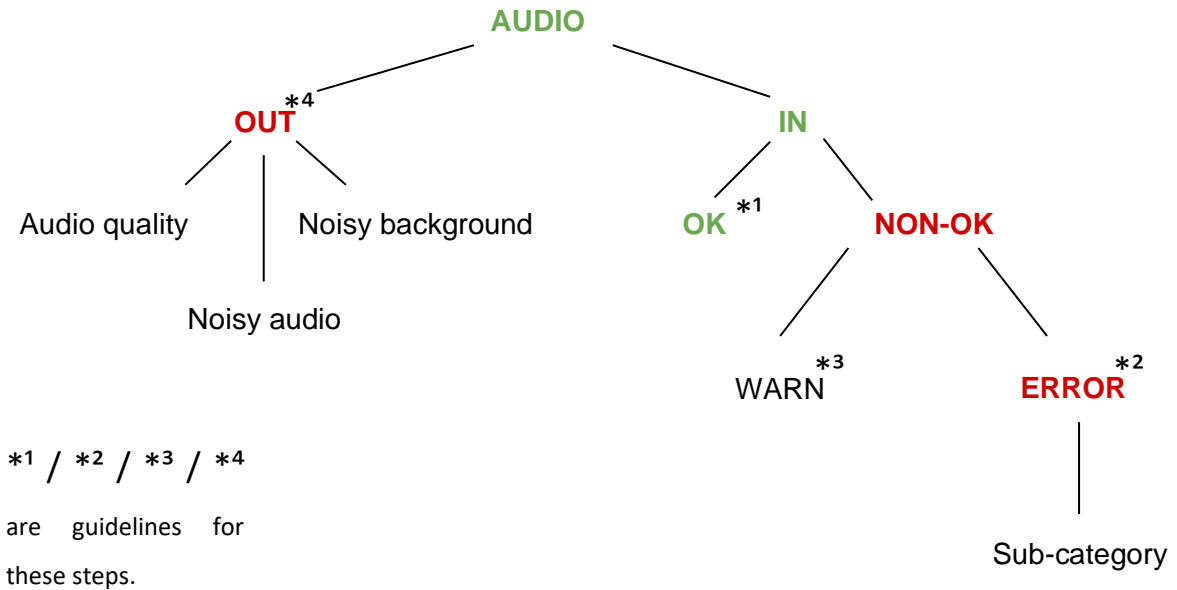 AUDIO
OUT*4
IN
Audio quality
Noisy background
OK *1
NON-OK
Noisy audio
WARN*3
ERROR*2
*1 / *2 / *3 / *4
are guidelines for
these steps.
Sub-category